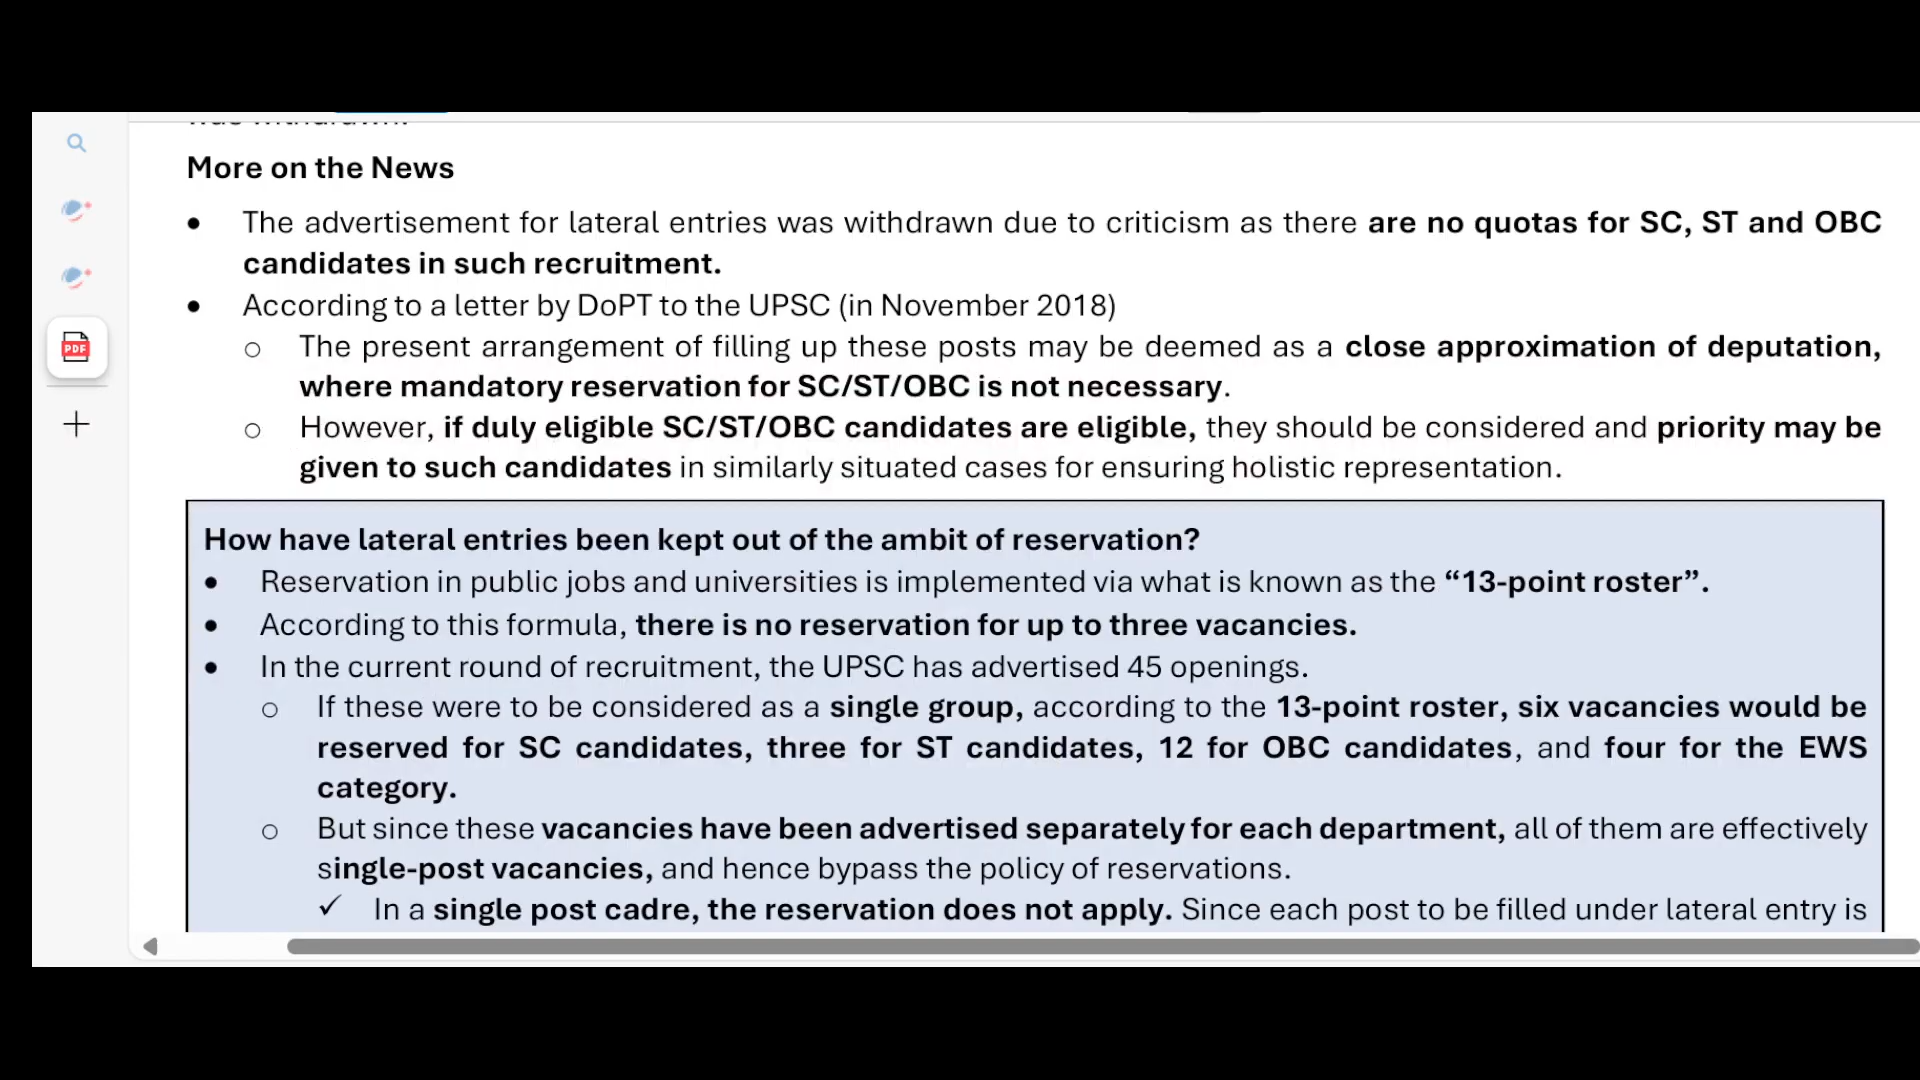 More on the News
• The advertisement for lateral entries was withdrawn due to criticism as there are no quotas for SC, ST and OBC
candidates in such recruitment.
• According to a letter by DoPT to the UPSC (in November 2018)
o The present arrangement of filling up these posts may be deemed as a close approximation of deputation,
where mandatory reservation for SC/ST/OBC is not necessary.
o However, if duly eligible SC/ST/OBC candidates are eligible, they should be considered and priority may be
given to such candidates in similarly situated cases for ensuring holistic representation.
How have lateral entries been kept out of the ambit of reservation?
• Reservation in public jobs and universities is implemented via what is known as the “13-point roster”.
• According to this formula, there is no reservation for up to three vacancies.
• In the current round of recruitment, the UPSC has advertised 45 openings.
o If these were to be considered as a single group, according to the 13-point roster, six vacancies would be
reserved for SC candidates, three for ST candidates, 12 for OBC candidates, and four for the EWS
category.
o But since these vacancies have been advertised separately for each department, all of them are effectively
single-post vacancies, and hence bypass the policy of reservations.
✓ In a single post cadre, the reservation does not apply. Since each post to be filled under lateral entry is
PDF